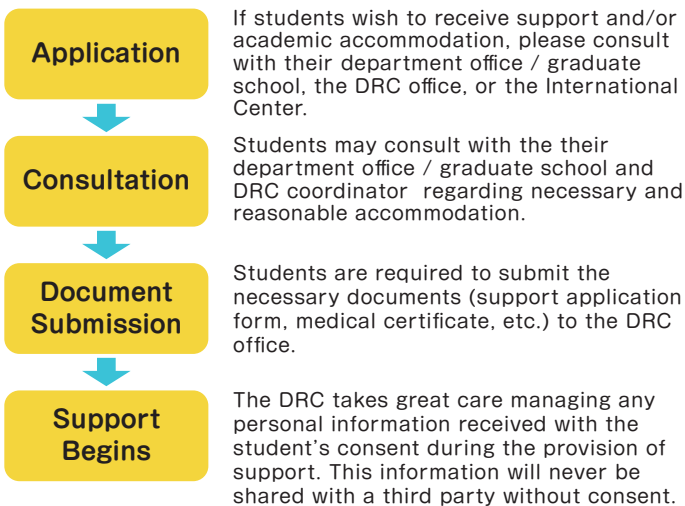 Application
If students wish to receive support and/or
academic accommodation, please consult
with their department office / graduate
school, the DRC office, or the International
Center.
Consultation
Students may consult with the their
department office / graduate school and
DRC coordinator  regarding necessary and
reasonable accommodation.
Document
Submission
Students are required to submit the
necessary documents (support application
form, medical certificate, etc.) to the DRC
office.
Support
Begins
The DRC takes great care managing any
personal information received with the
student's consent during the provision of
support. This information will never be
shared with a third party without consent.